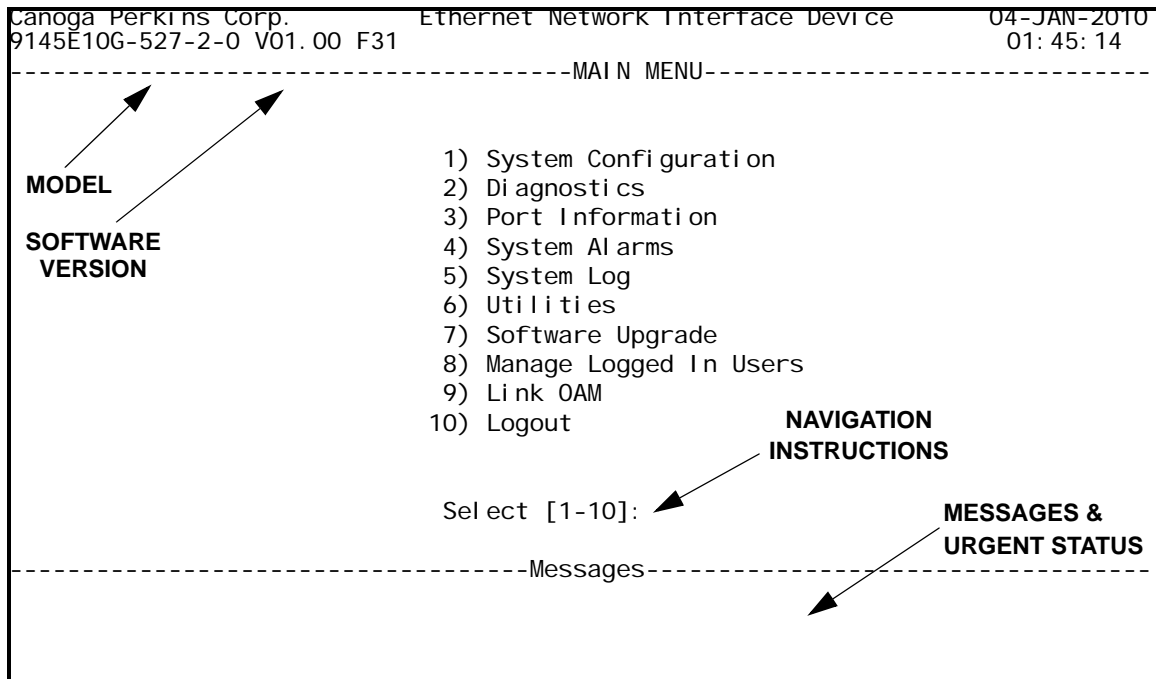 Canoga Perkins Corp. Ethernet Network Interface Device 04-JAN-2010
9145E10G-527-2-0 V01.00 F31 01:45:14
----------------------------------------MAIN MENU--------------------------------
1) System Configuration
MODEL
2) Diagnostics
3) Port Information
SOFTWARE
VERSION
4) System Alarms
5) System Log
6) Utilities
7) Software Upgrade
8) Manage Logged In Users
9) Link OAM
10) Logout
NAVIGATION
INSTRUCTIONS
Select [1-10]:
MESSAGES &
URGENT STATUS
-------------------------------------Messages------------------------------------